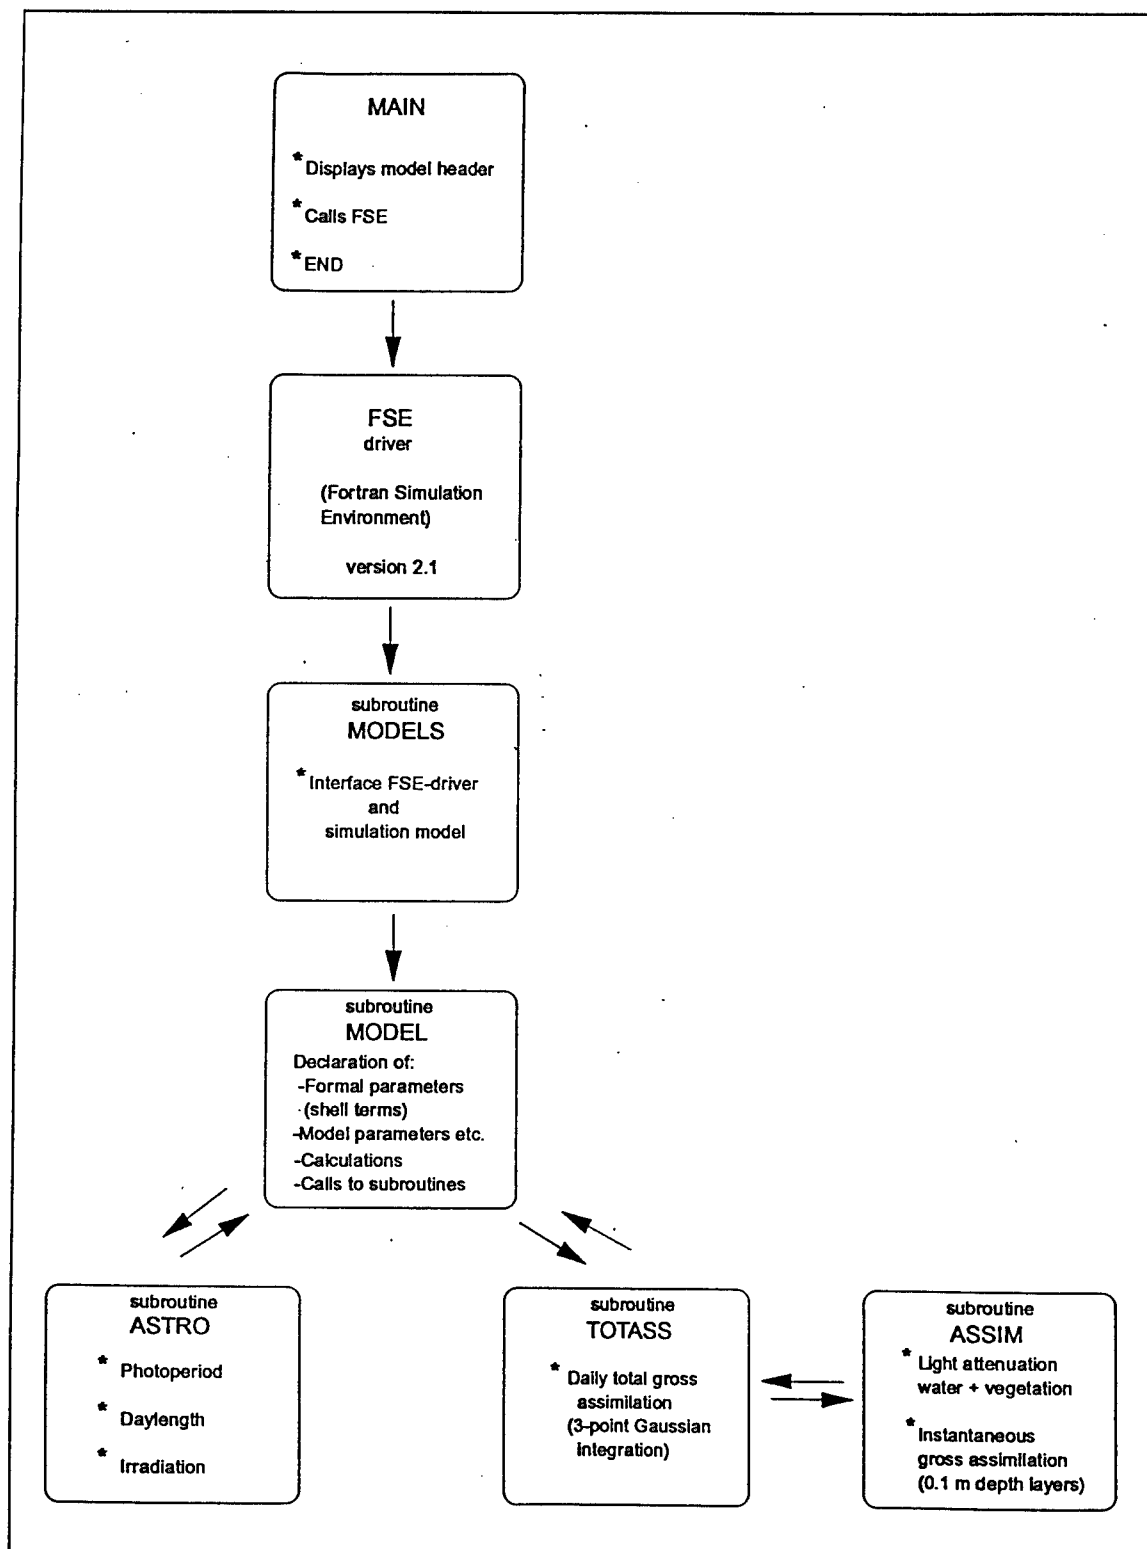 MAIN
* Displays model header
* Calls FSE
* END
FSE
driver
(Fortran Simulation
Environment)
version 2.1
subroutine
MODELS
* Interface FSE-driver
and
simulation model
subroutine
MODEL
Declaration of:
-Formal parameters
(shell terms)
-Model parameters etc.
-Calculations
-Calls to subroutines
subroutine
ASTRO
* Photoperiod
* Daylength
* Irradiation
subroutine
TOTASS
* Daily total gross
assimilation
(3-point Gaussian
integration)
subroutine
ASSIM
* Light attenuation
water + vegetation
* Instantaneous
gross assimilation
(0.1 m depth layers)